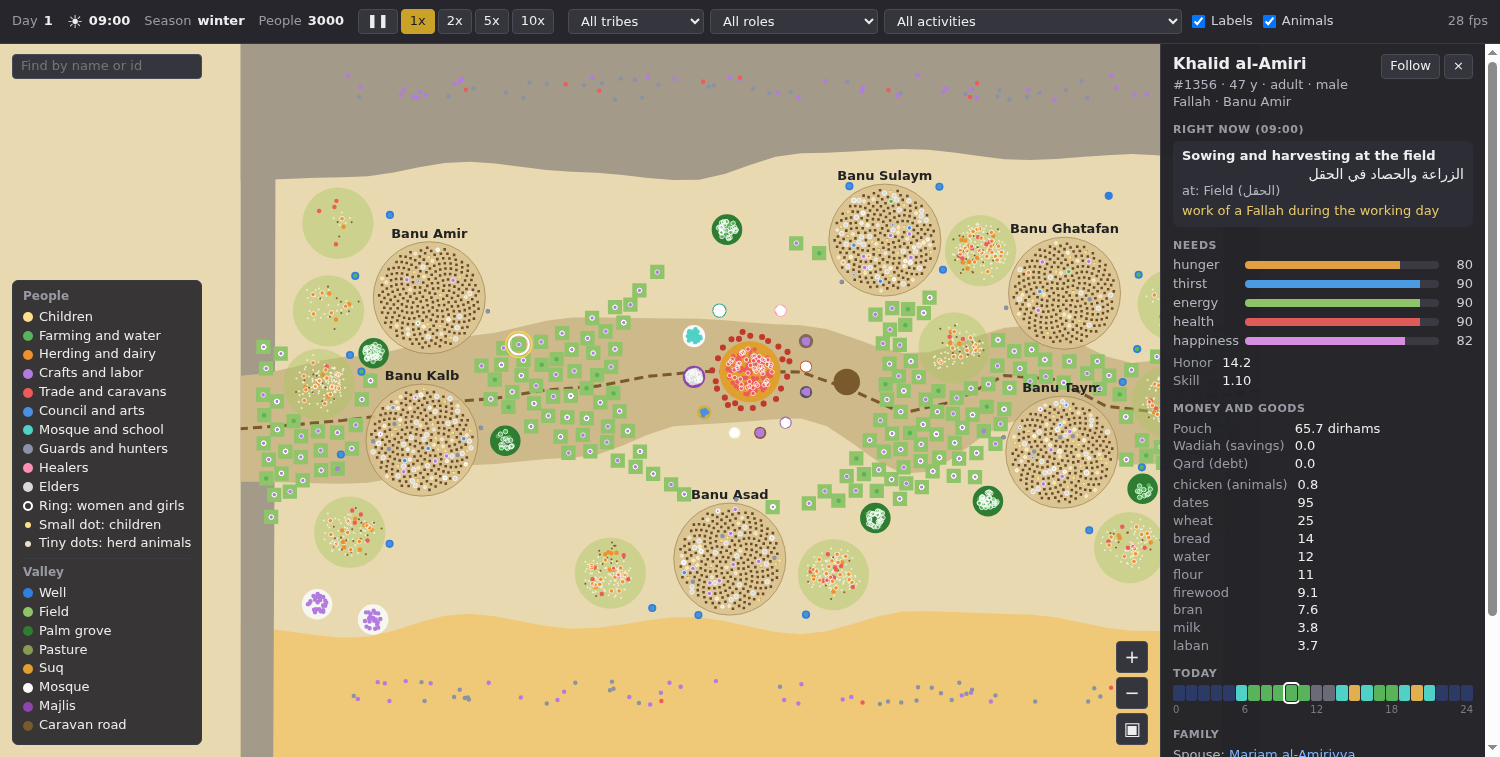 Day 1 ☀ 09:00 Season winter People 3000 ❚❚ 1x 2x 5x 10x All tribes All roles All activities Labels Animals 28 fps
Find by name or id
People
Children
Farming and water
Herding and dairy
Crafts and labor
Trade and caravans
Council and arts
Mosque and school
Guards and hunters
Healers
Elders
Ring: women and girls
Small dot: children
Tiny dots: herd animals
Valley
Well
Field
Palm grove
Pasture
Suq
Mosque
Majlis
Caravan road
Banu Sulaym
Banu Ghatafan
Banu Amir
Banu Kalb
Banu Taym
Banu Asad
+
−
▣
Khalid al-Amiri
Follow ×
#1356 · 47 y · adult · male
Fallah · Banu Amir
RIGHT NOW (09:00)
Sowing and harvesting at the field
الزراعة والحصاد في الحقل
at: Field (الحقل)
work of a Fallah during the working day
NEEDS
hunger 80
thirst 90
energy 90
health 90
happiness 82
Honor 14.2
Skill 1.10
MONEY AND GOODS
Pouch 65.7 dirhams
Wadiah (savings) 0.0
Qard (debt) 0.0
chicken (animals) 0.8
dates 95
wheat 25
bread 14
water 12
flour 11
firewood 9.1
bran 7.6
milk 3.8
laban 3.7
TODAY
0 6 12 18 24
FAMILY
Spouse: Mariam al-Amiriyya